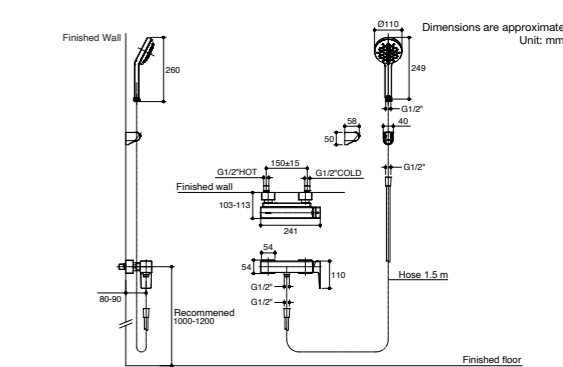 Dimensions are approximate
Unit: mm
Finished Wall
260
Ø110
249
G1/2"
58
50
40
G1/2"
150±15
G1/2"HOT
G1/2"COLD
Finished wall
103-113
241
54
54
110
G1/2"
G1/2"
Hose 1.5 m
80-90
Recommened
1000-1200
Finished floor